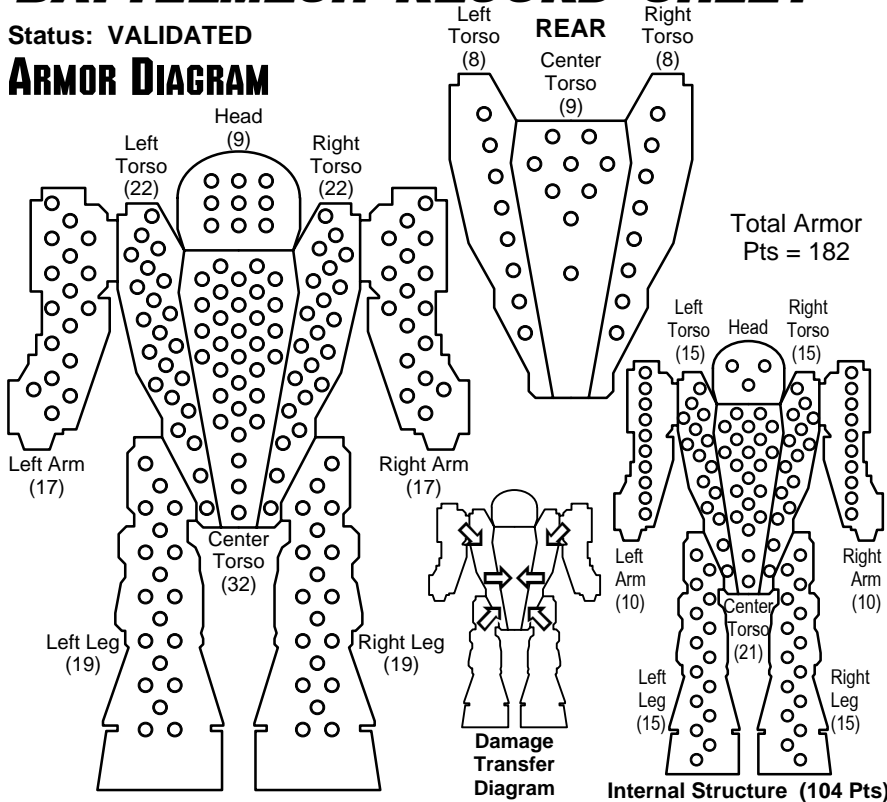 BATTLEMECH RECORD SHEET
Status: VALIDATED
ARMOR DIAGRAM
Head
(9)
Left
Torso
(22)
Right
Torso
(22)
Left Arm
(17)
Right Arm
(17)
Center
Torso
(32)
Left Leg
(19)
Right Leg
(19)
REAR
Left
Torso
(8)
Center
Torso
(9)
Right
Torso
(8)
Total Armor
Pts = 182
Damage
Transfer
Diagram
Left
Torso
(15)
Head
Right
Torso
(15)
Left
Arm
(10)
Right
Arm
(10)
Center
Torso
(21)
Left
Leg
(15)
Right
Leg
(15)
Internal Structure (104 Pts)